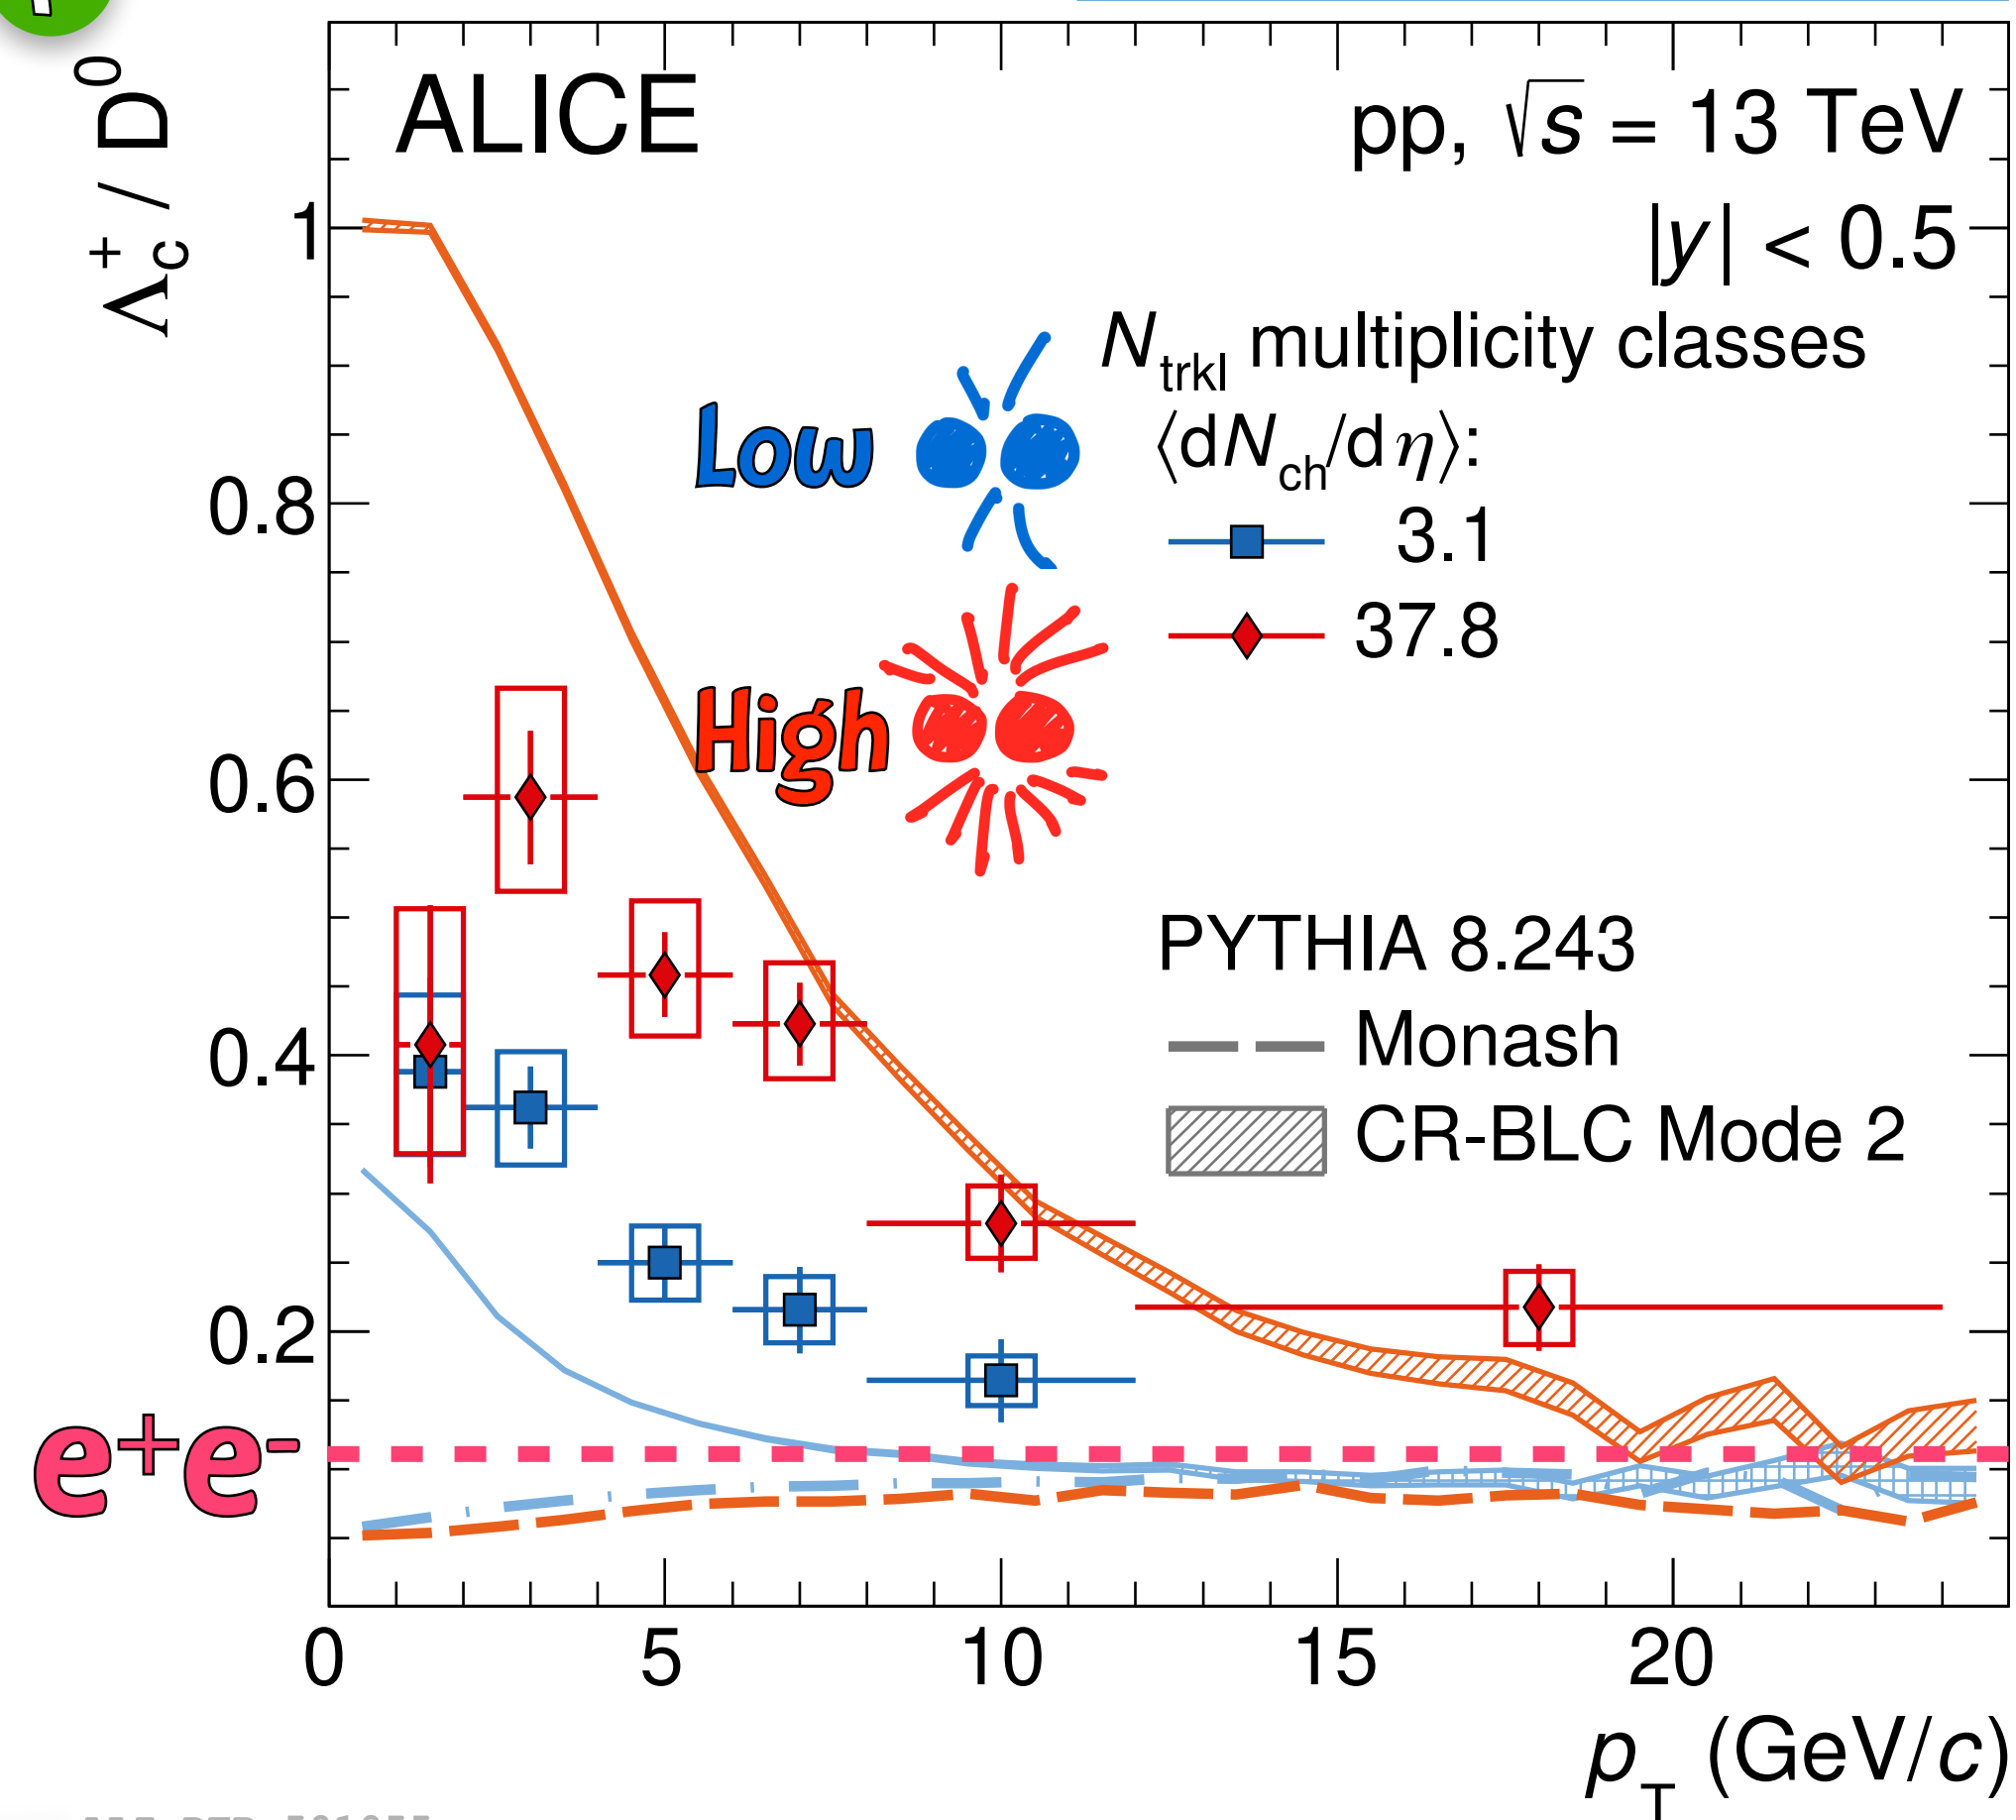 ALICE
pp, √s = 13 TeV
|y| < 0.5
N_trkl multiplicity classes
⟨dN_ch/dη⟩:
3.1
37.8
Low
High
PYTHIA 8.243
Monash
CR-BLC Mode 2
Λ_c^+ / D^0
1
0.8
0.6
0.4
0.2
e+e-
0 5 10 15 20
p_T (GeV/c)